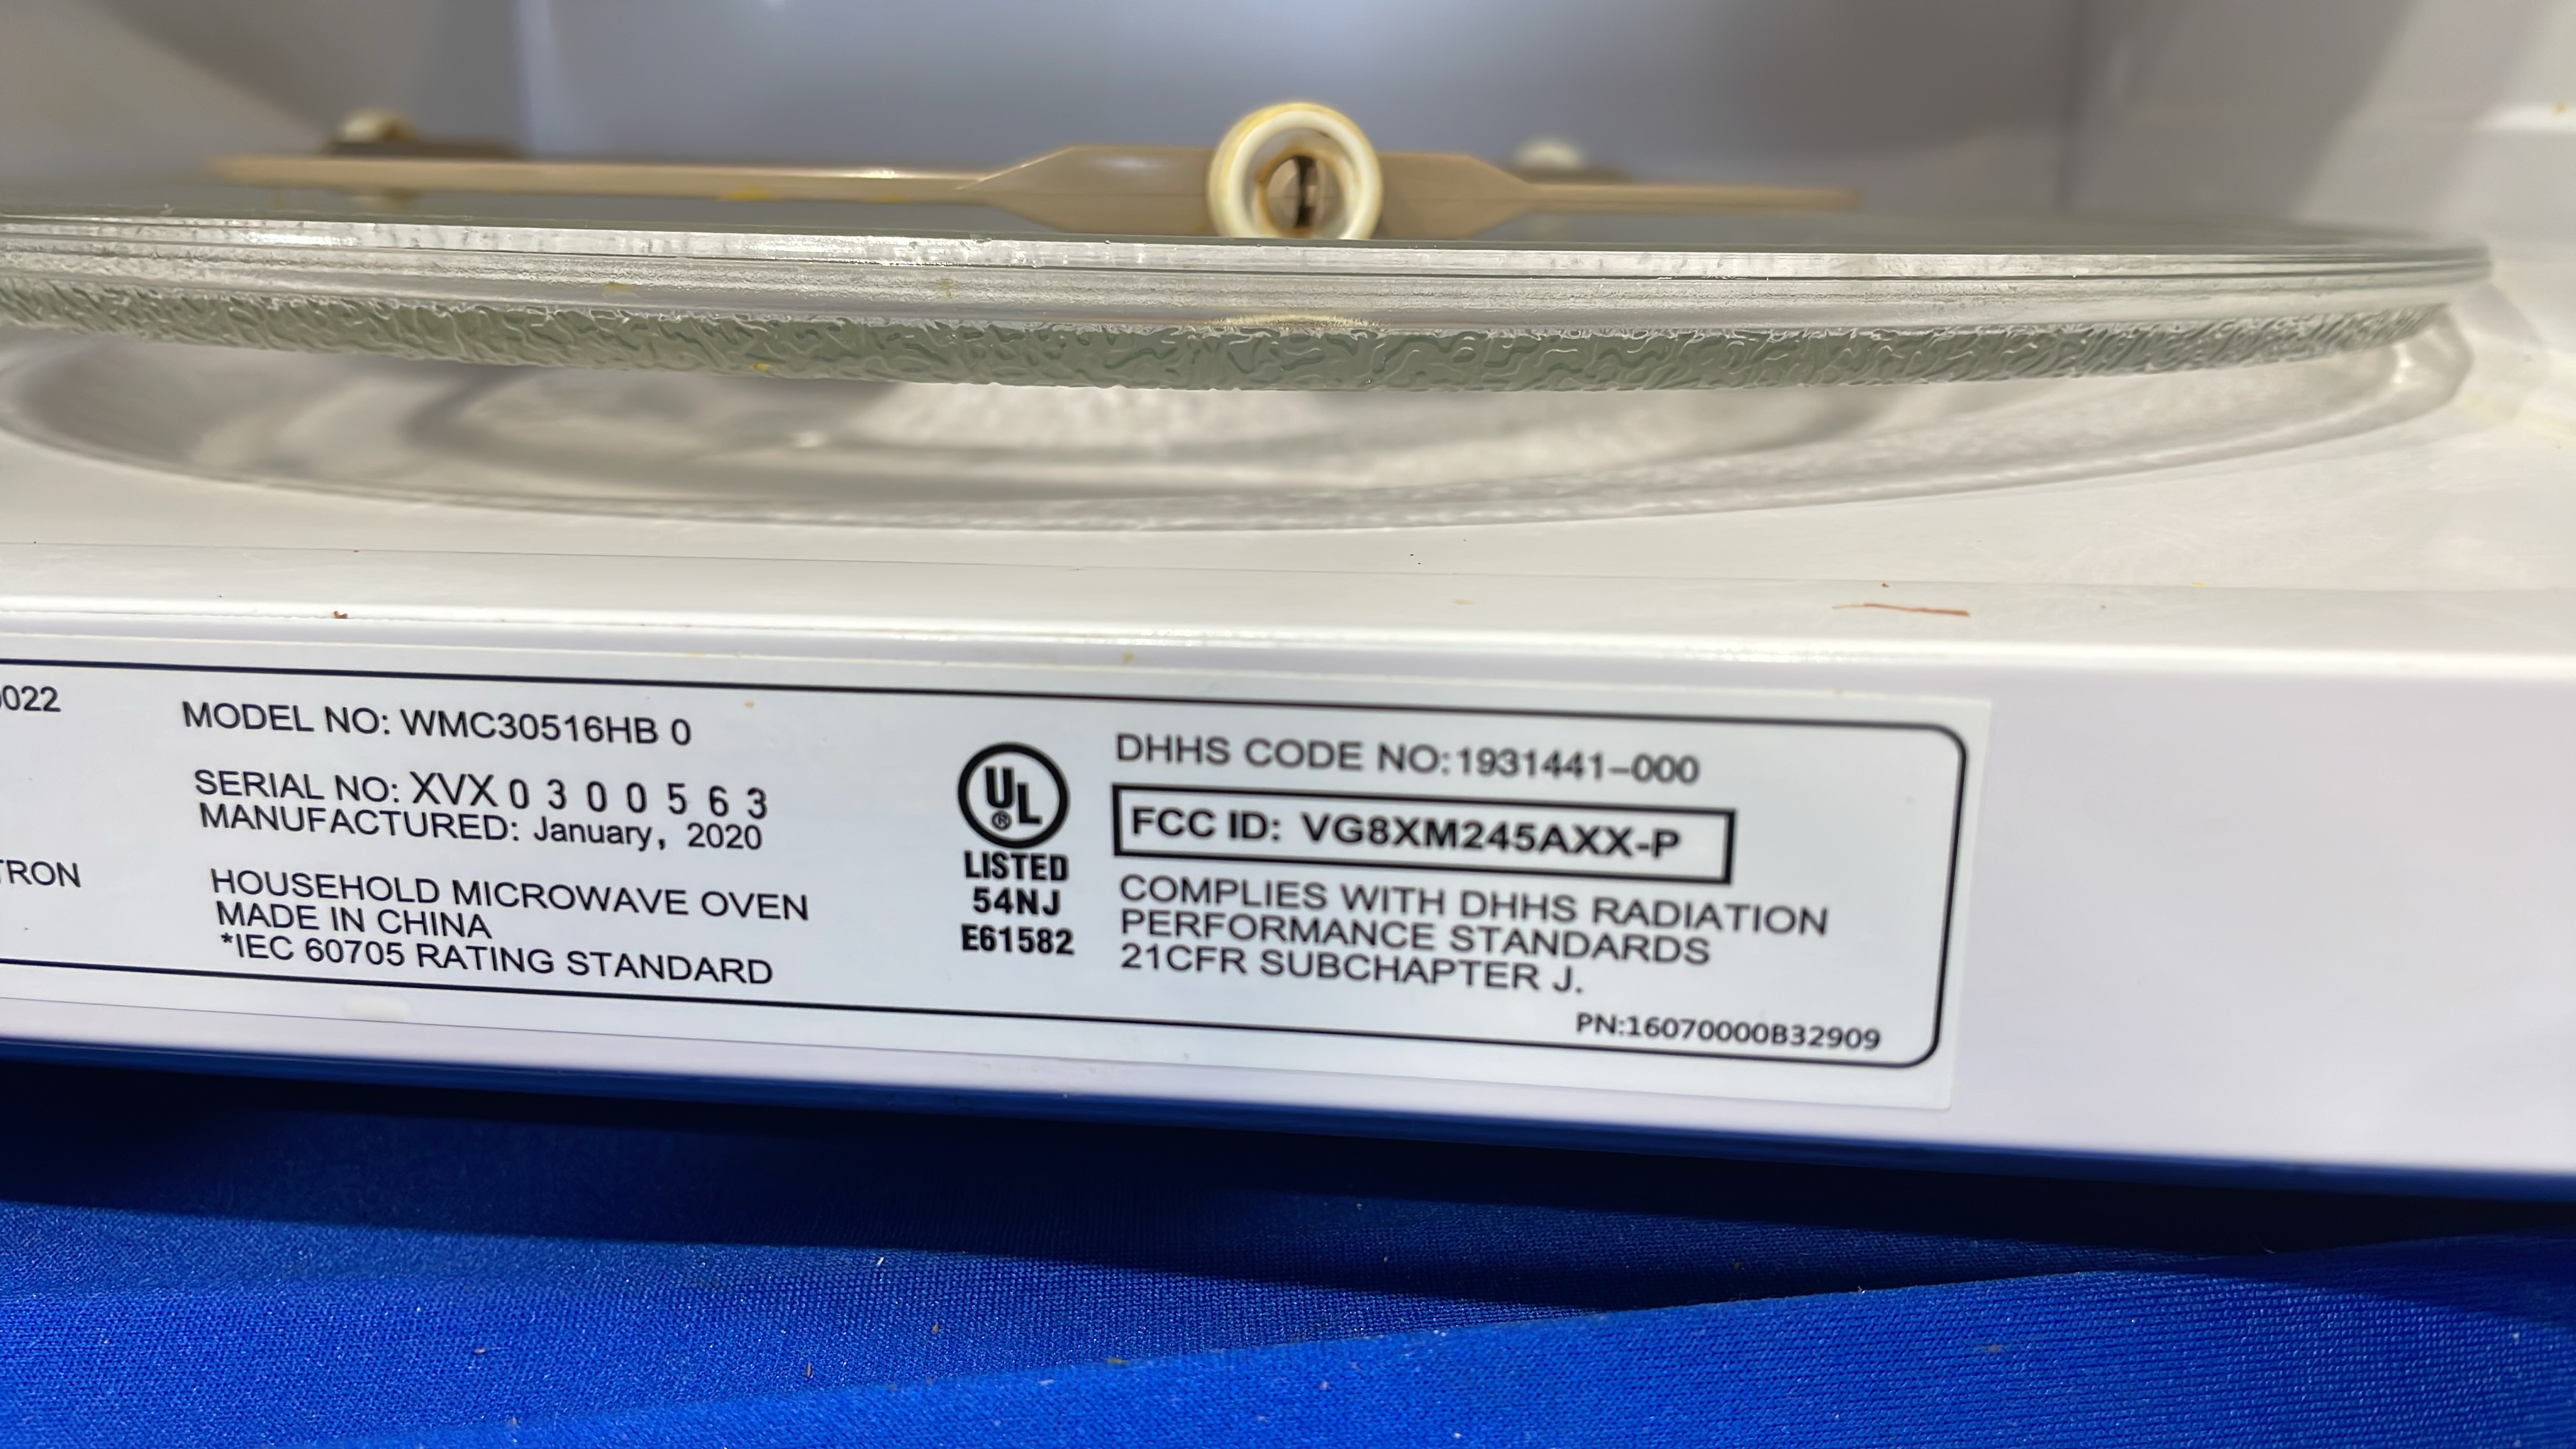 022
MODEL NO: WMC30516HB 0
SERIAL NO: XVX 0 3 0 0 5 6 3
MANUFACTURED: January, 2020
TRON
HOUSEHOLD MICROWAVE OVEN
MADE IN CHINA
*IEC 60705 RATING STANDARD
UL
®
LISTED
54NJ
E61582
DHHS CODE NO:1931441-000
FCC ID: VG8XM245AXX-P
COMPLIES WITH DHHS RADIATION
PERFORMANCE STANDARDS
21CFR SUBCHAPTER J.
PN:16070000B32909